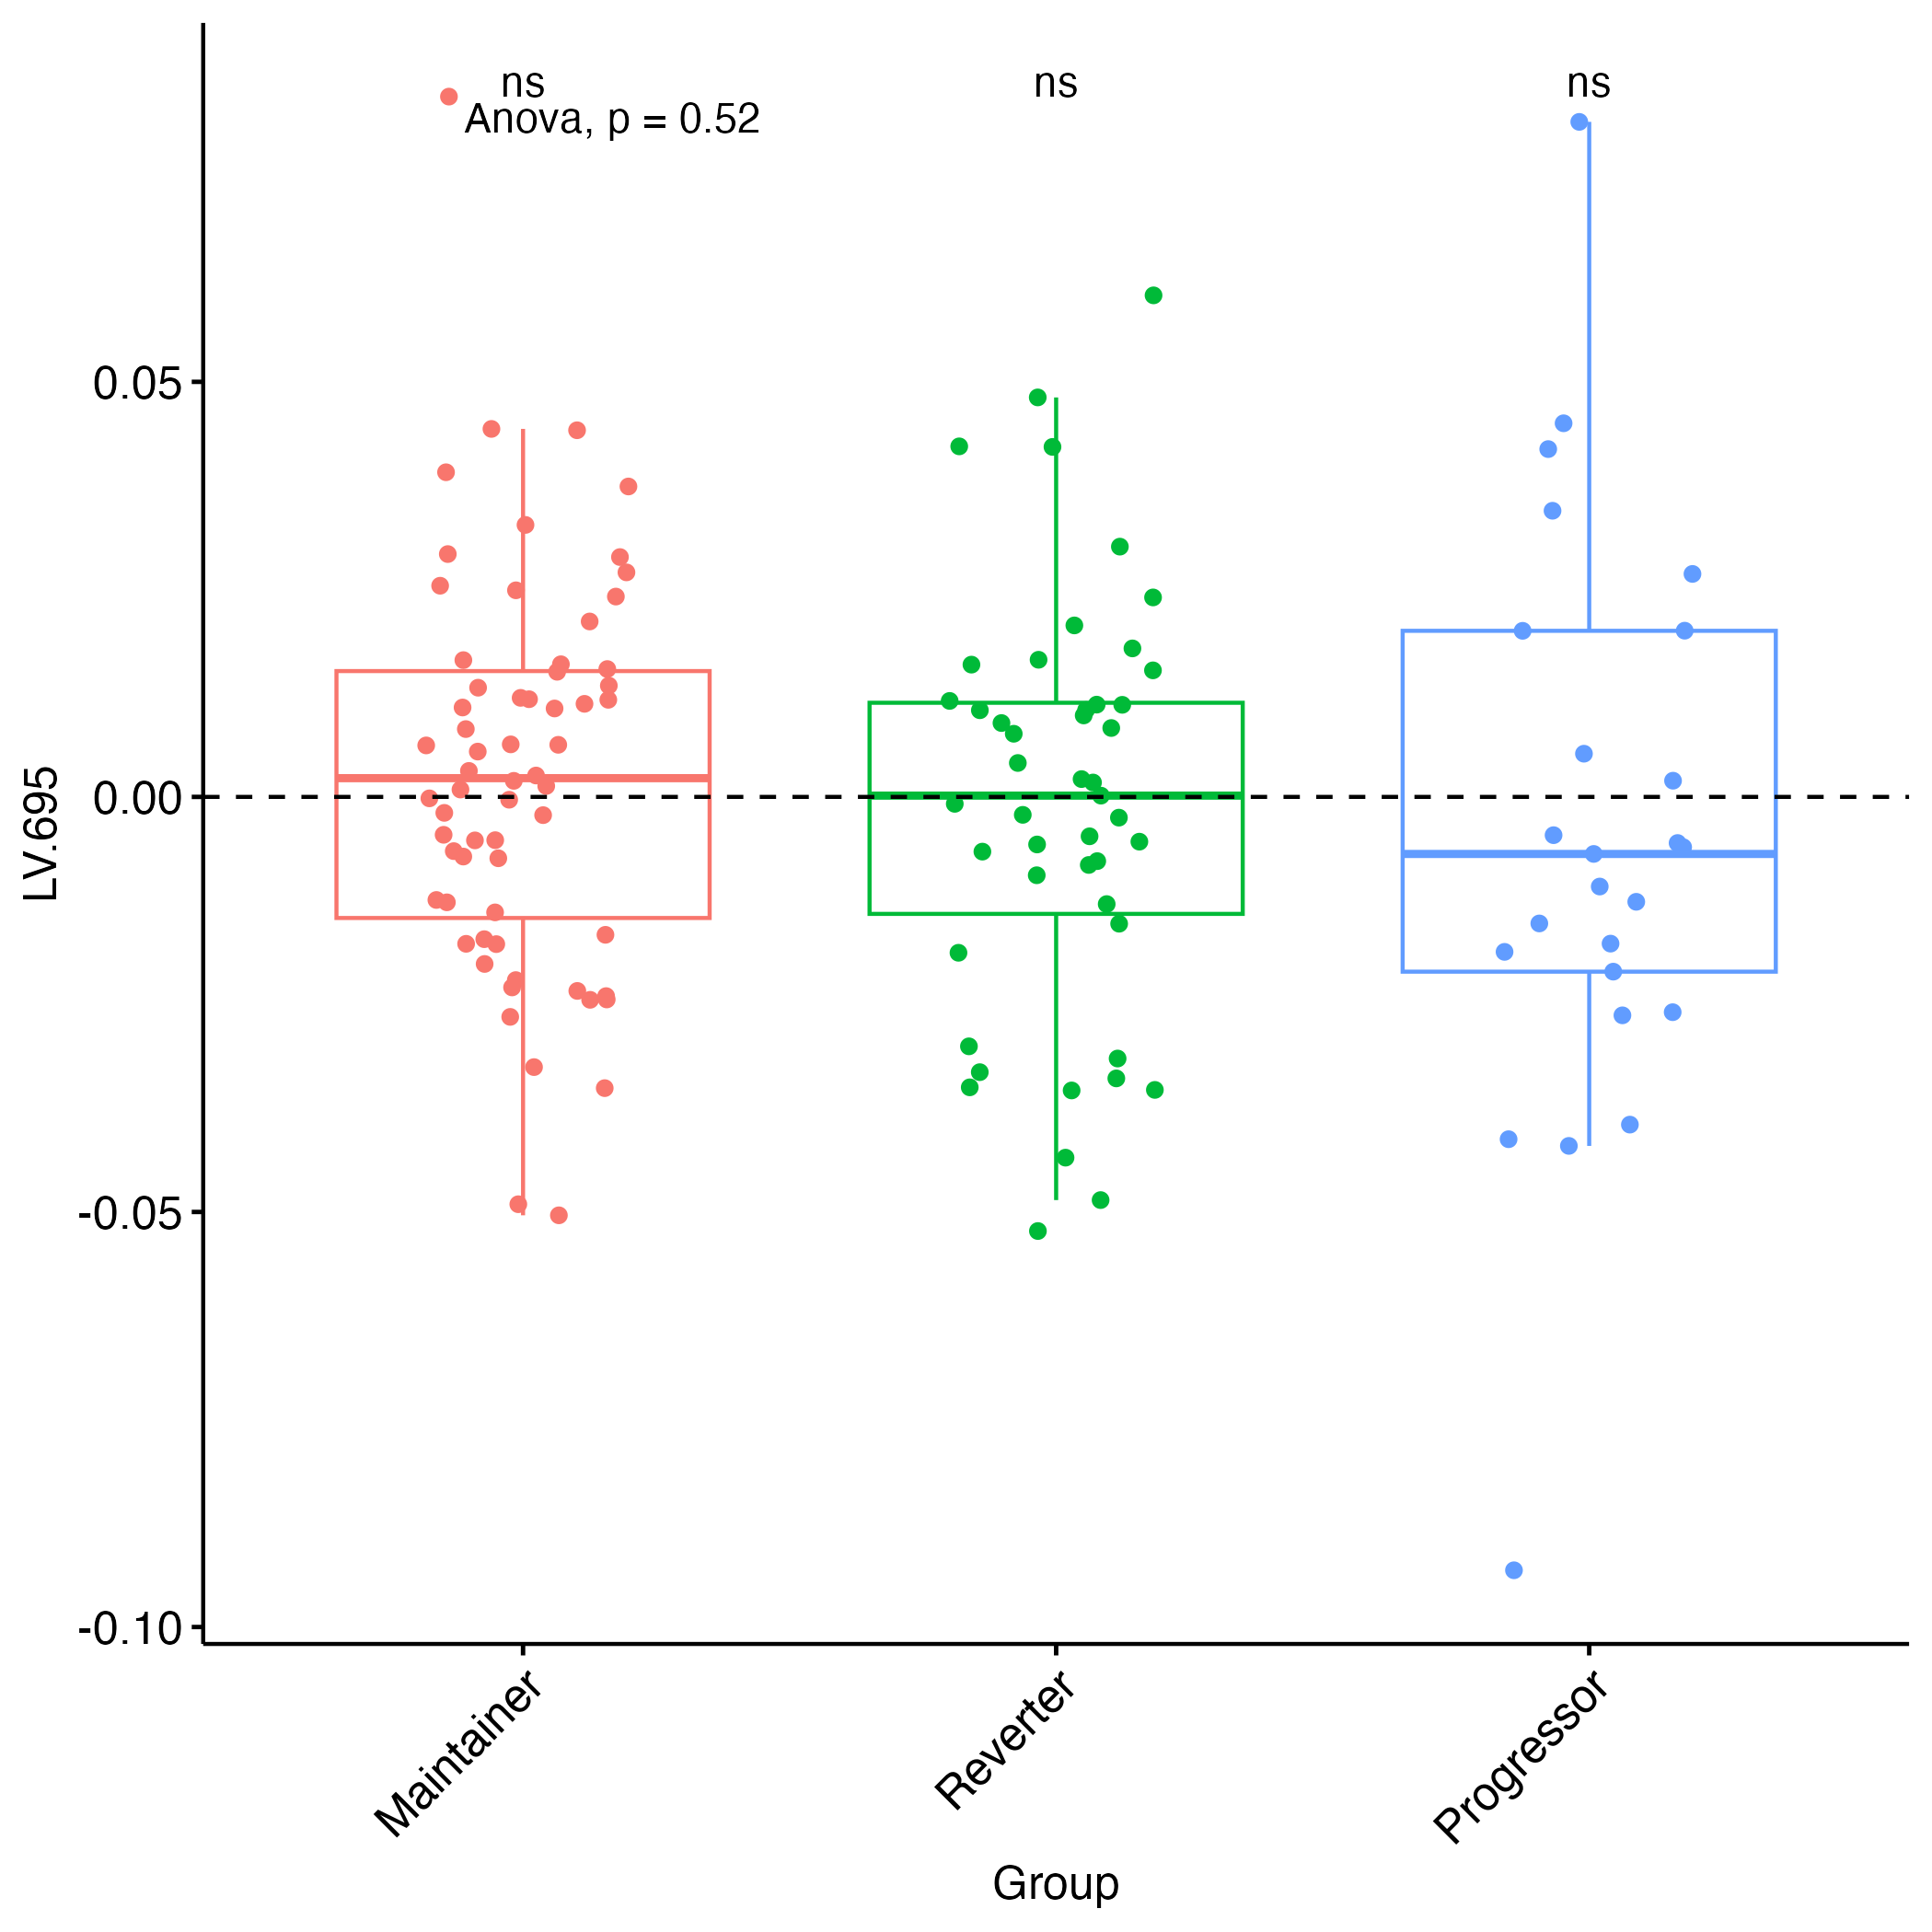 ns
ns
ns
Anova, p = 0.52
0.05
0.00
-0.05
-0.10
LV.695
Maintainer
Reverter
Progressor
Group